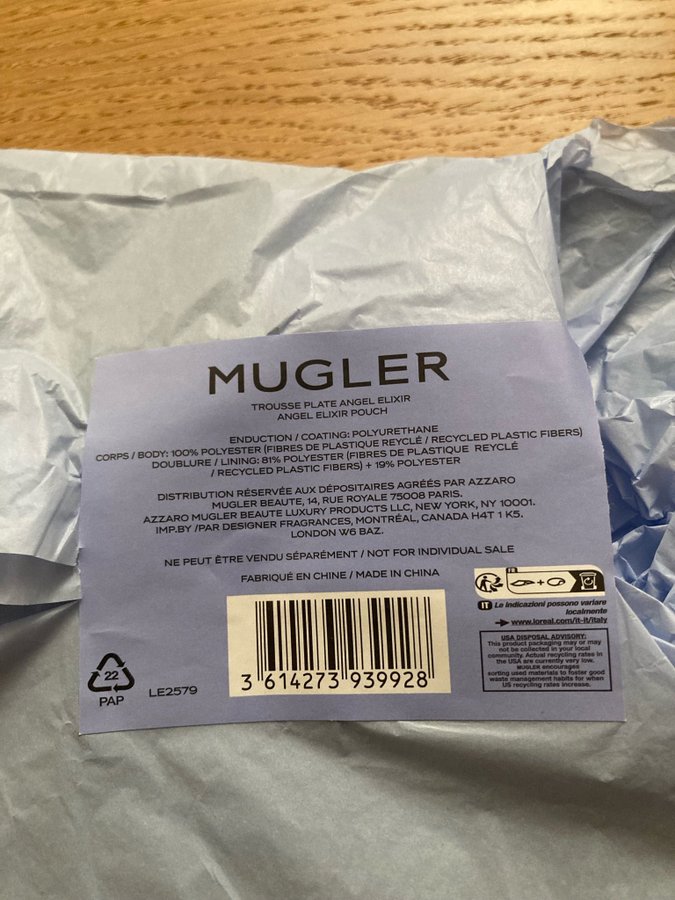 MUGLER
TROUSSE PLATE ANGEL ELIXIR
ANGEL ELIXIR POUCH
ENDUCTION / COATING: POLYURETHANE
CORPS / BODY: 100% POLYESTER (FIBRES DE PLASTIQUE REYCLÉ / RECYCLED PLASTIC FIBERS)
DOUBLURE / LINING: 81% POLYESTER (FIBRES DE PLASTIQUE REYCLÉ
/ RECYCLED PLASTIC FIBERS) + 19% POLYESTER
DISTRIBUTION RÉSERVÉE AUX DÉPOSITAIRES AGRÉÉS PAR AZZARO
MUGLER BEAUTE, 14, RUE ROYALE 75008 PARIS.
AZZARO MUGLER BEAUTE LUXURY PRODUCTS LLC, NEW YORK, NY 10001.
IMP.BY /PAR DESIGNER FRAGRANCES, MONTRÉAL, CANADA H4T 1 K5.
LONDON W6 BAZ.
NE PEUT ÊTRE VENDU SÉPARÉMENT / NOT FOR INDIVIDUAL SALE
FABRIQUÉ EN CHINE / MADE IN CHINA
FR
+
IT Le indicazioni possono variare
localmente
www.loreal.com/it-it/italy
USA DISPOSAL ADVISORY:
This product packaging may or may
not be collected in your local
community. Actual recycling rates in
the USA are currently very low.
MUGLER encourages
sorting used materials to foster good
waste management habits for when
US recycling rates increase.
22
PAP
LE2579
3 614273 939928